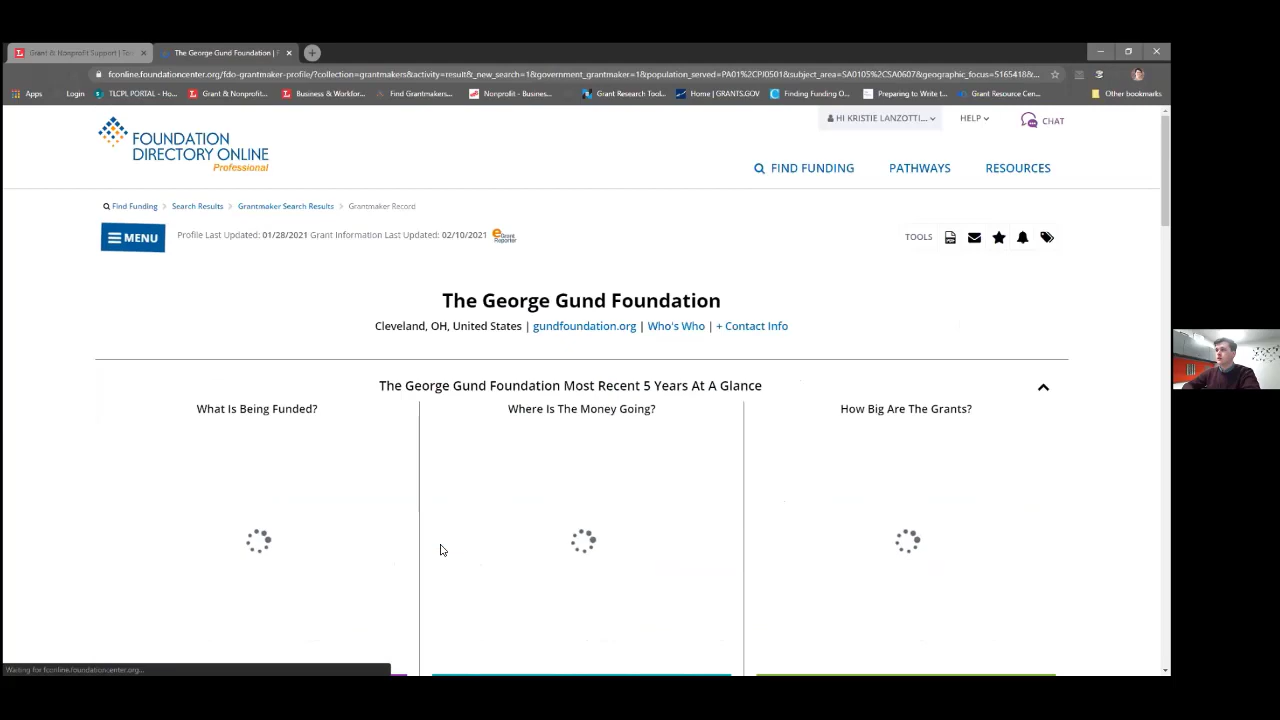 Grant & Nonprofit Support | To
The George Gund Foundation | F
fconline.foundationcenter.org/fdo-grantmaker-profile/?collection=grantmakers&activity=result&_new_search=1&government_grantmaker=1&population_served=PA01%2CPJ0501&subject_area=SA0105%2CSA0607&geographic_focus=5165418&...
Apps Login TLCPL PORTAL - Ho... Grant & Nonprofit... Business & Workfor... Find Grantmakers... Nonprofit - Busines... Grant Research Tool... Home | GRANTS.GOV Finding Funding O... Preparing to Write t... Grant Resource Cen... Other bookmarks
FOUNDATION
DIRECTORY ONLINE
Professional
HI KRISTIE LANZOTTI... HELP CHAT
FIND FUNDING PATHWAYS RESOURCES
Find Funding > Search Results > Grantmaker Search Results > Grantmaker Record
MENU Profile Last Updated: 01/28/2021 Grant Information Last Updated: 02/10/2021 eGrant Reporter TOOLS
The George Gund Foundation
Cleveland, OH, United States | gundfoundation.org | Who's Who | + Contact Info
The George Gund Foundation Most Recent 5 Years At A Glance
What Is Being Funded? Where Is The Money Going? How Big Are The Grants?
Waiting for fconline.foundationcenter.org...